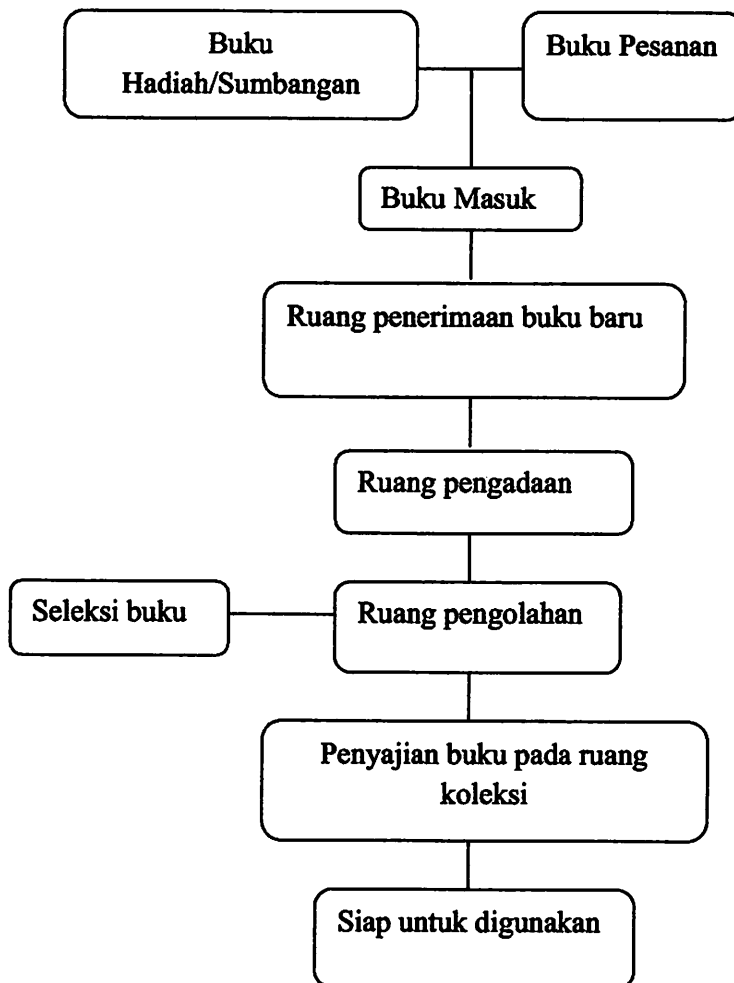 Buku
Hadiah/Sumbangan
Buku Pesanan
Buku Masuk
Ruang penerimaan buku baru
Ruang pengadaan
Seleksi buku
Ruang pengolahan
Penyajian buku pada ruang
koleksi
Siap untuk digunakan